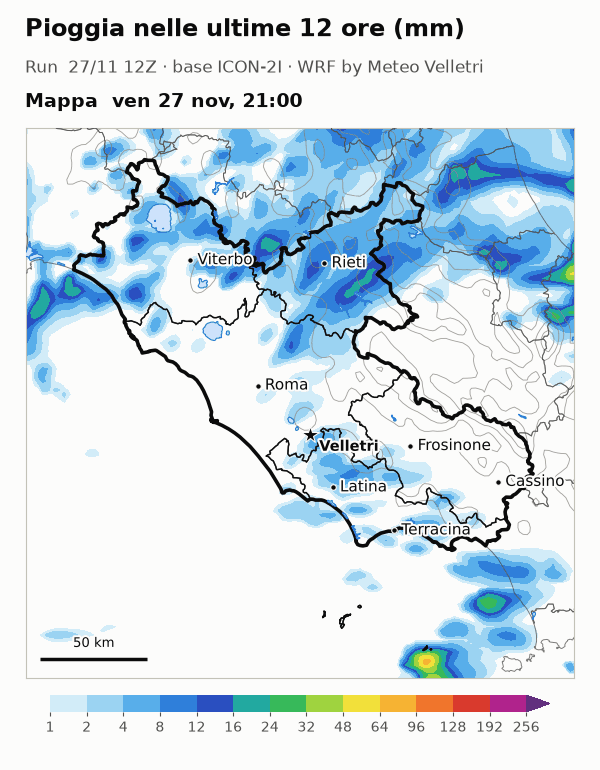 Pioggia nelle ultime 12 ore (mm)
Run  27/11 12Z · base ICON-2I · WRF by Meteo Velletri
Mappa  ven 27 nov, 21:00
Viterbo
Rieti
Roma
Velletri
Frosinone
Latina
Cassino
Terracina
50 km
1 2 4 8 12 16 24 32 48 64 96 128 192 256